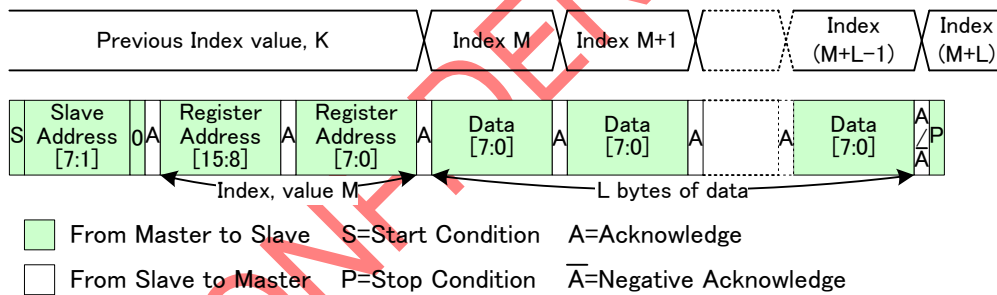 Previous Index value, K
Index M
Index M+1
Index
(M+L-1)
Index
(M+L)
S
Slave
Address
[7:1]
0
A
Register
Address
[15:8]
A
Register
Address
[7:0]
A
Data
[7:0]
A
Data
[7:0]
A
A
Data
[7:0]
A
/
A̅
P
Index, value M
L bytes of data
From Master to Slave
S=Start Condition
A=Acknowledge
From Slave to Master
P=Stop Condition
A̅=Negative Acknowledge